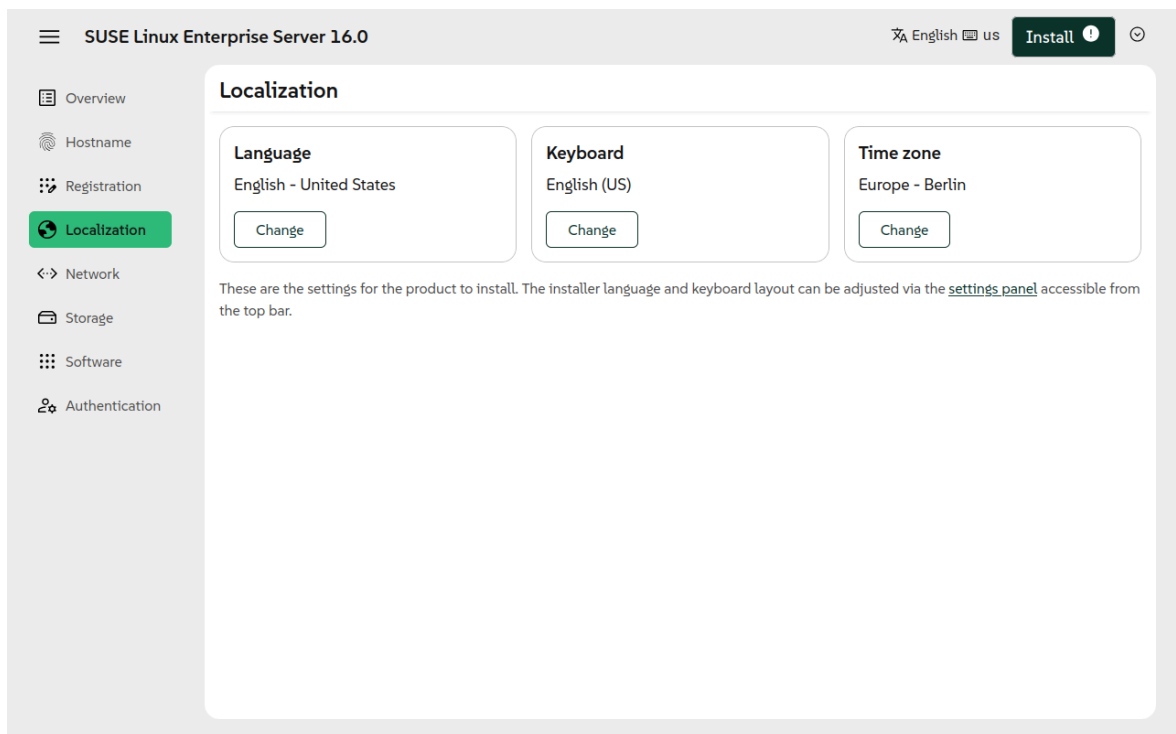 SUSE Linux Enterprise Server 16.0
English us
Install !
Overview
Hostname
Registration
Localization
Network
Storage
Software
Authentication
Localization
Language
English - United States
Change
Keyboard
English (US)
Change
Time zone
Europe - Berlin
Change
These are the settings for the product to install. The installer language and keyboard layout can be adjusted via the settings panel accessible from
the top bar.